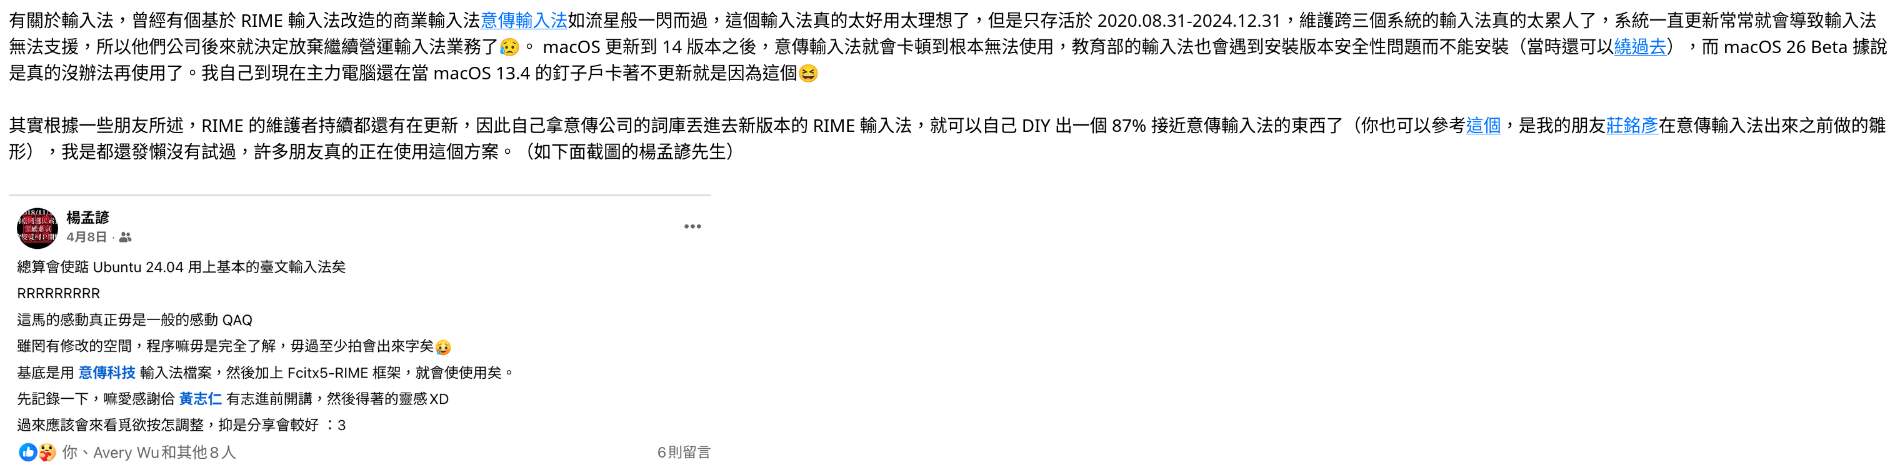 有關於輸入法，曾經有個基於 RIME 輸入法改造的商業輸入法意傳輸入法如流星般一閃而過，這個輸入法真的太好用太理想了，但是只存活於 2020.08.31-2024.12.31，維護跨三個系統的輸入法真的太累人了，系統一直更新常常就會導致輸入法
無法支援，所以他們公司後來就決定放棄繼續營運輸入法業務了😥。 macOS 更新到 14 版本之後，意傳輸入法就會卡頓到根本無法使用，教育部的輸入法也會遇到安裝版本安全性問題而不能安裝（當時還可以繞過去），而 macOS 26 Beta 據說
是真的沒辦法再使用了。我自己到現在主力電腦還在當 macOS 13.4 的釘子戶卡著不更新就是因為這個😆
其實根據一些朋友所述，RIME 的維護者持續都還有在更新，因此自己拿意傳公司的詞庫丟進去新版本的 RIME 輸入法，就可以自己 DIY 出一個 87% 接近意傳輸入法的東西了（你也可以參考這個，是我的朋友莊銘彥在意傳輸入法出來之前做的雛
形），我是都還發懶沒有試過，許多朋友真的正在使用這個方案。（如下面截圖的楊孟諺先生）
楊孟諺
4月8日 ·
總算會使踮 Ubuntu 24.04 用上基本的臺文輸入法矣
RRRRRRRRR
這馬的感動真正毋是一般的感動 QAQ
雖罔有修改的空間，程序嘛毋是完全了解，毋過至少拍會出來字矣🥲
基底是用 意傳科技 輸入法檔案，然後加上 Fcitx5-RIME 框架，就會使使用矣。
先記錄一下，嘛愛感謝佮 黃志仁 有志進前開講，然後得著的靈感XD
過來應該會來看覓欲按怎調整，抑是分享會較好 ：3
你、Avery Wu和其他8人
6則留言